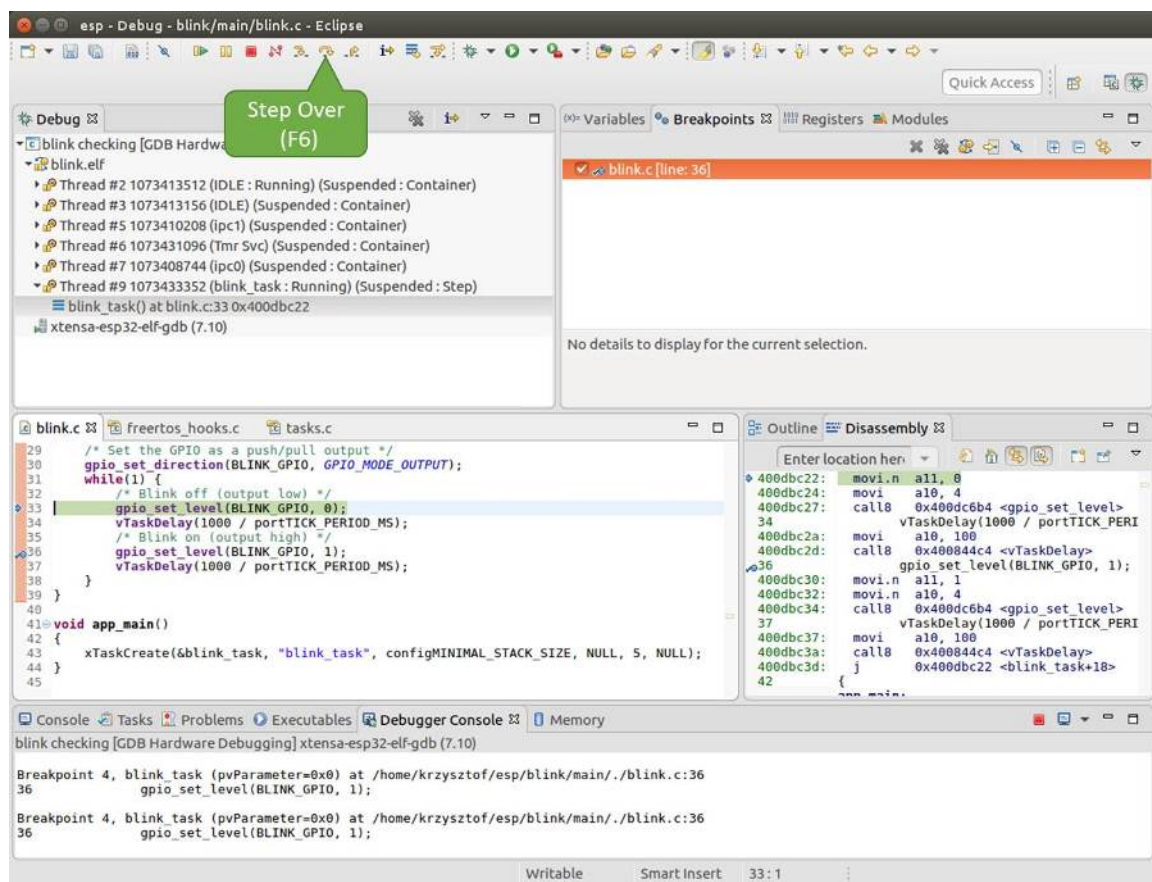 esp - Debug - blink/main/blink.c - Eclipse
Quick Access
Step Over
(F6)
Debug
blink checking [GDB Hardwa
blink.elf
Thread #2 1073413512 (IDLE : Running) (Suspended : Container)
Thread #3 1073413156 (IDLE) (Suspended : Container)
Thread #5 1073410208 (ipc1) (Suspended : Container)
Thread #6 1073431096 (Tmr Svc) (Suspended : Container)
Thread #7 1073408744 (ipc0) (Suspended : Container)
Thread #9 1073433352 (blink_task : Running) (Suspended : Step)
blink_task() at blink.c:33 0x400dbc22
xtensa-esp32-elf-gdb (7.10)
(x)= Variables Breakpoints Registers Modules
blink.c [line: 36]
No details to display for the current selection.
blink.c freertos_hooks.c tasks.c
29 /* Set the GPIO as a push/pull output */
30 gpio_set_direction(BLINK_GPIO, GPIO_MODE_OUTPUT);
31 while(1) {
32 /* Blink off (output low) */
33 gpio_set_level(BLINK_GPIO, 0);
34 vTaskDelay(1000 / portTICK_PERIOD_MS);
35 /* Blink on (output high) */
36 gpio_set_level(BLINK_GPIO, 1);
37 vTaskDelay(1000 / portTICK_PERIOD_MS);
38 }
39 }
40
41 void app_main()
42 {
43 xTaskCreate(&blink_task, "blink_task", configMINIMAL_STACK_SIZE, NULL, 5, NULL);
44 }
45
Outline Disassembly
Enter location her
400dbc22: movi.n a11, 0
400dbc24: movi a10, 4
400dbc27: call8 0x400dc6b4 <gpio_set_level>
34 vTaskDelay(1000 / portTICK_PERI
400dbc2a: movi a10, 100
400dbc2d: call8 0x400844c4 <vTaskDelay>
36 gpio_set_level(BLINK_GPIO, 1);
400dbc30: movi.n a11, 1
400dbc32: movi.n a10, 4
400dbc34: call8 0x400dc6b4 <gpio_set_level>
37 vTaskDelay(1000 / portTICK_PERI
400dbc37: movi a10, 100
400dbc3a: call8 0x400844c4 <vTaskDelay>
400dbc3d: j 0x400dbc22 <blink_task+18>
42 {
app_main:
Console Tasks Problems Executables Debugger Console Memory
blink checking [GDB Hardware Debugging] xtensa-esp32-elf-gdb (7.10)
Breakpoint 4, blink_task (pvParameter=0x0) at /home/krzysztof/esp/blink/main/./blink.c:36
36 gpio_set_level(BLINK_GPIO, 1);
Breakpoint 4, blink_task (pvParameter=0x0) at /home/krzysztof/esp/blink/main/./blink.c:36
36 gpio_set_level(BLINK_GPIO, 1);
Writable Smart Insert 33 : 1